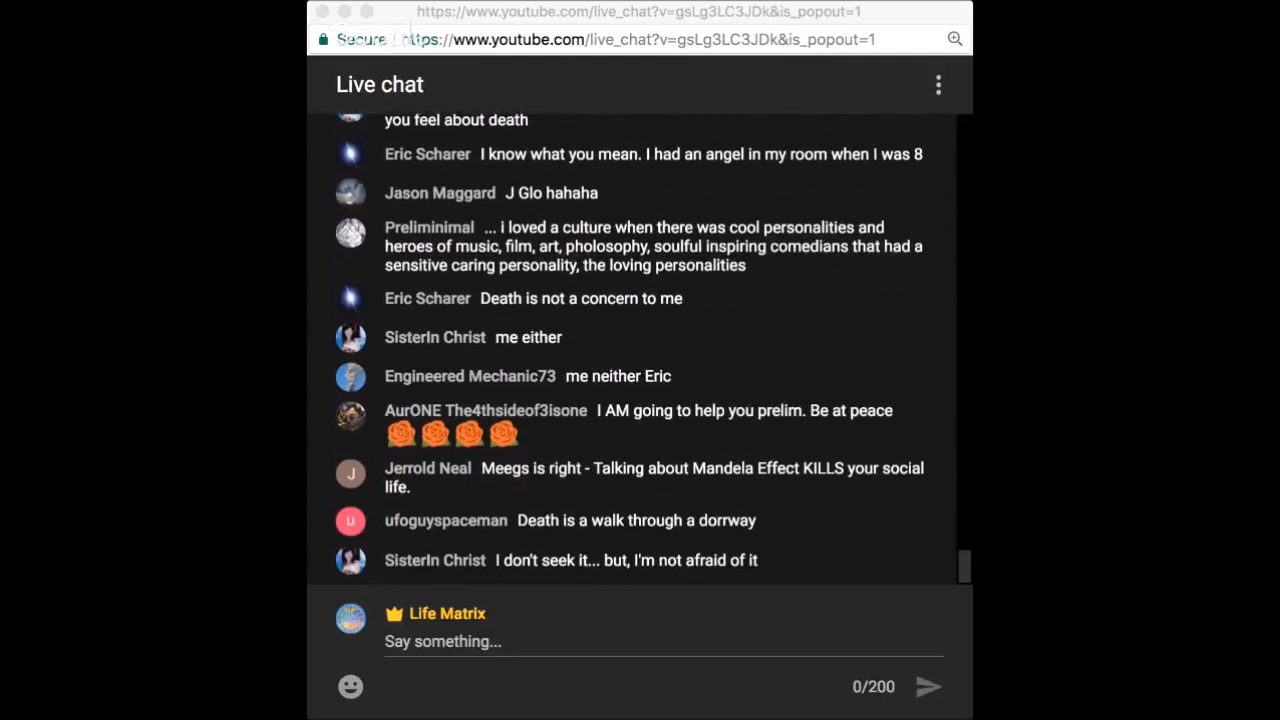 https://www.youtube.com/live_chat?v=gsLg3LC3JDk&is_popout=1
Secure https://www.youtube.com/live_chat?v=gsLg3LC3JDk&is_popout=1
Live chat
you feel about death
Eric Scharer I know what you mean. I had an angel in my room when I was 8
Jason Maggard J Glo hahaha
Preliminimal ... i loved a culture when there was cool personalities and
heroes of music, film, art, pholosophy, soulful inspiring comedians that had a
sensitive caring personality, the loving personalities
Eric Scharer Death is not a concern to me
SisterIn Christ me either
Engineered Mechanic73 me neither Eric
AurONE The4thsideof3isone I AM going to help you prelim. Be at peace
J Jerrold Neal Meegs is right - Talking about Mandela Effect KILLS your social
life.
u ufoguyspaceman Death is a walk through a dorrway
SisterIn Christ I don't seek it... but, I'm not afraid of it
Life Matrix
Say something...
0/200